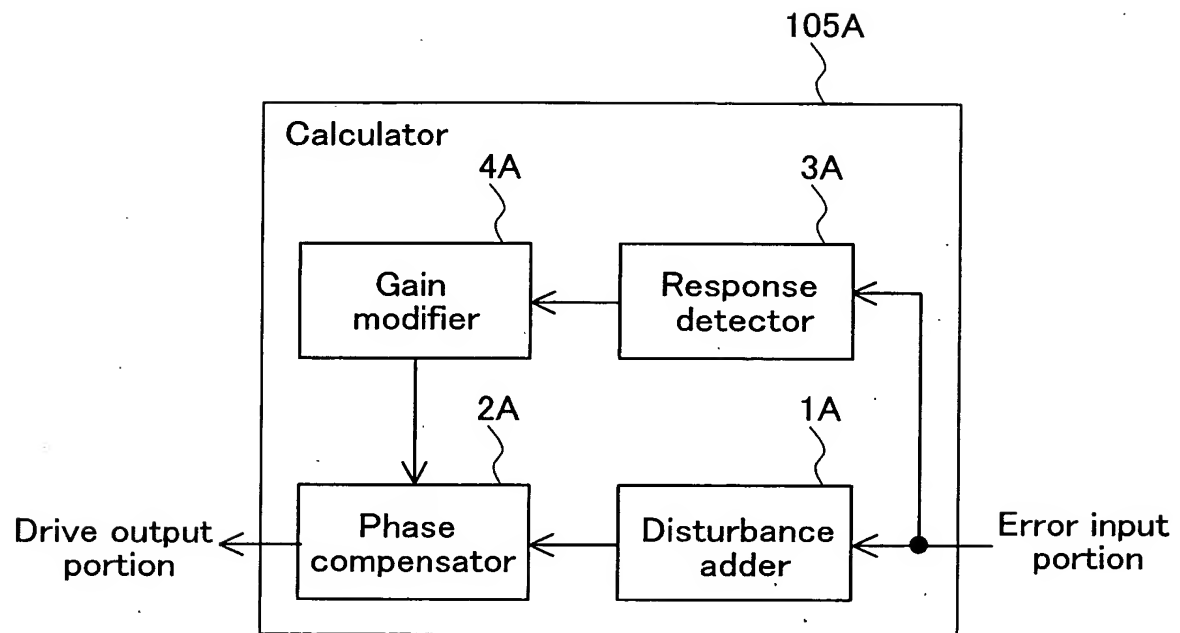 105A
Calculator
4A
3A
Gain
modifier
Response
detector
2A
1A
Drive output
portion
Phase
compensator
Disturbance
adder
Error input
portion